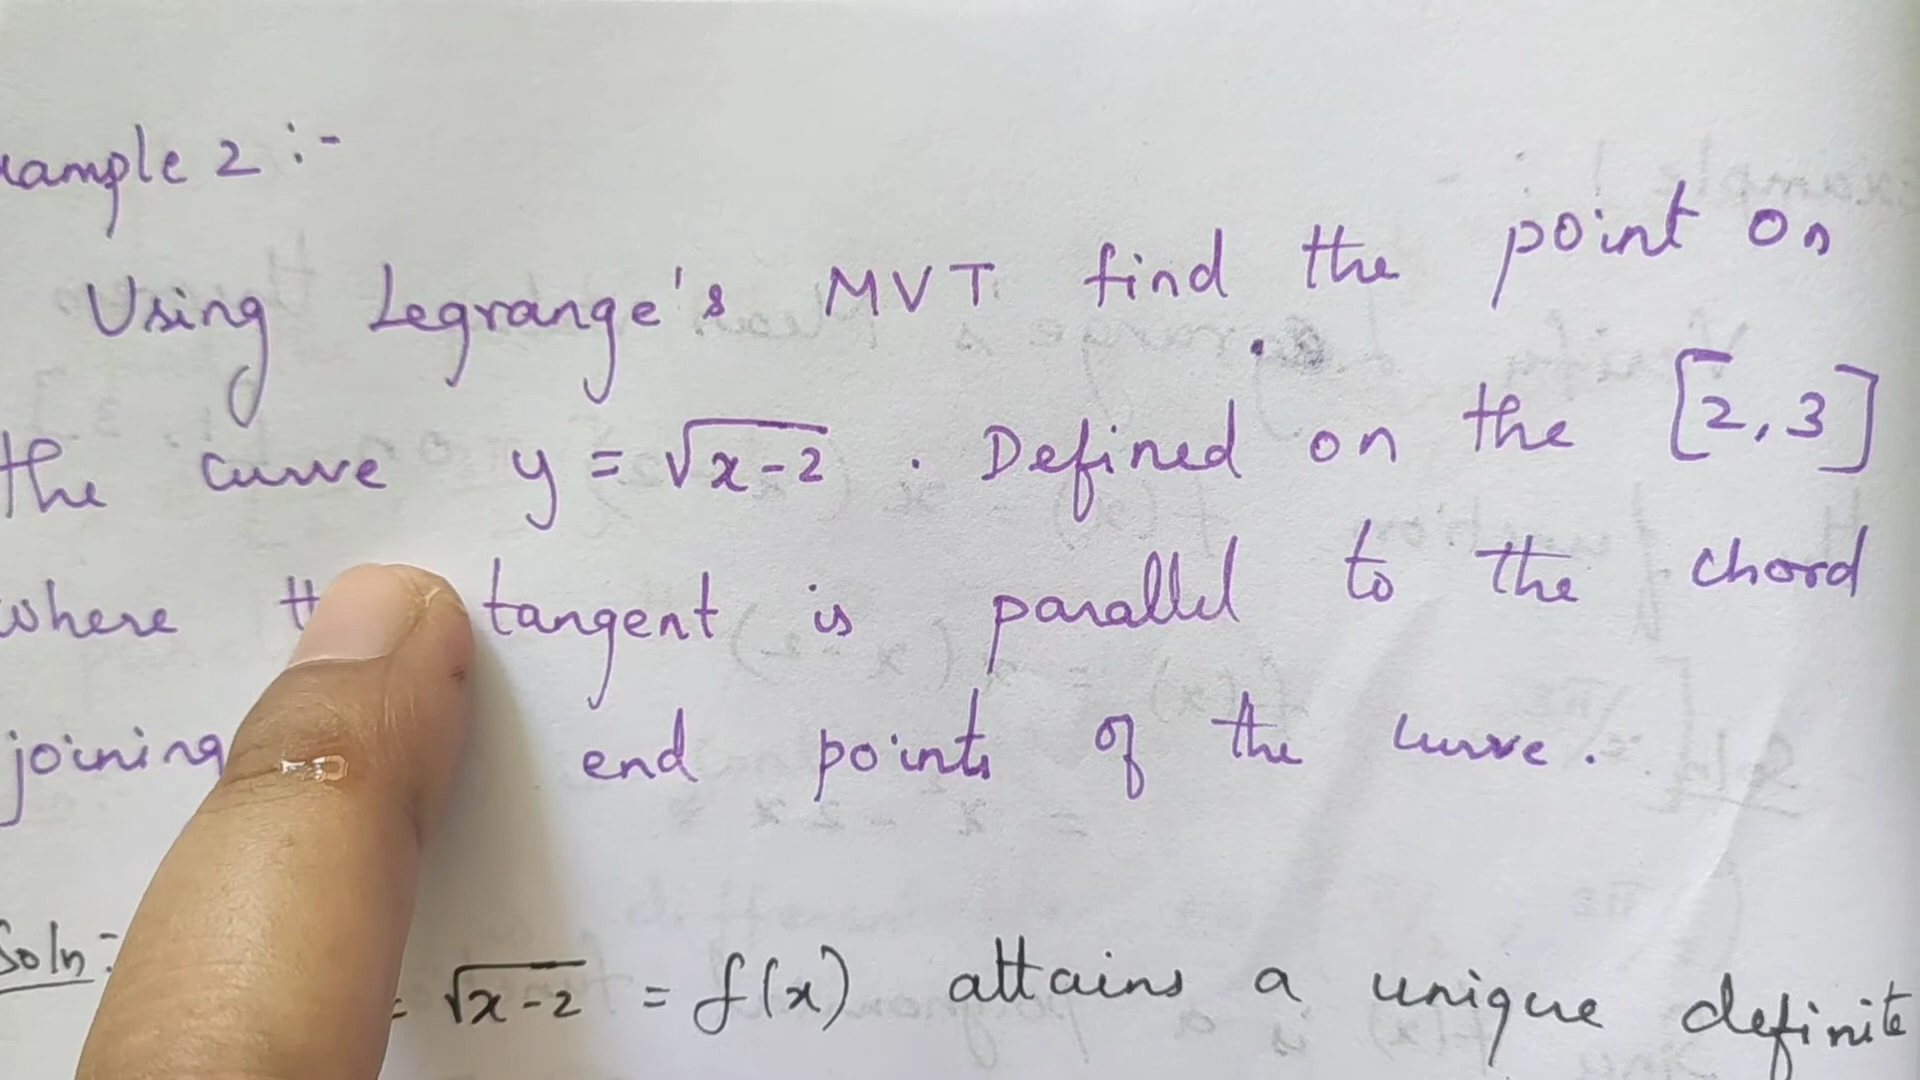 ample 2 :-
Using Legrange's MVT find the point on
the curve y = √x-2 . Defined on the [2,3]
where tangent is parallel to the chord
joining end points of the curve.
Soln:
= √x-2 = f(x) attains a unique definite